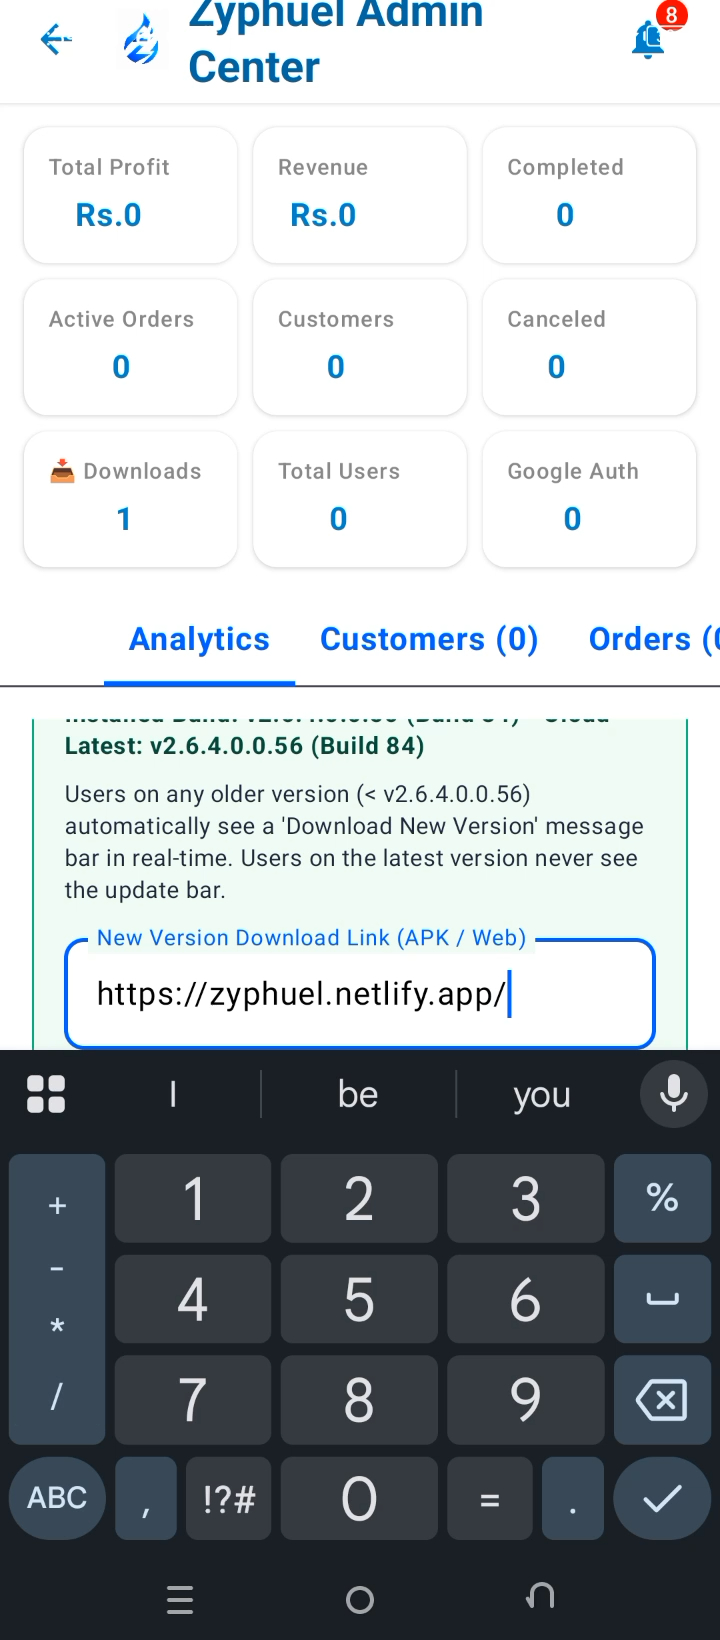 Zyphuel Admin
Center
8
Total Profit
Rs.0
Revenue
Rs.0
Completed
0
Active Orders
0
Customers
0
Canceled
0
Downloads
1
Total Users
0
Google Auth
0
Analytics
Customers (0)
Orders (0
Latest: v2.6.4.0.0.56 (Build 84)
Users on any older version (< v2.6.4.0.0.56)
automatically see a 'Download New Version' message
bar in real-time. Users on the latest version never see
the update bar.
New Version Download Link (APK / Web)
https://zyphuel.netlify.app/
I be you
+ 1 2 3 %
-
4 5 6
*
/ 7 8 9
ABC , !?# 0 = .